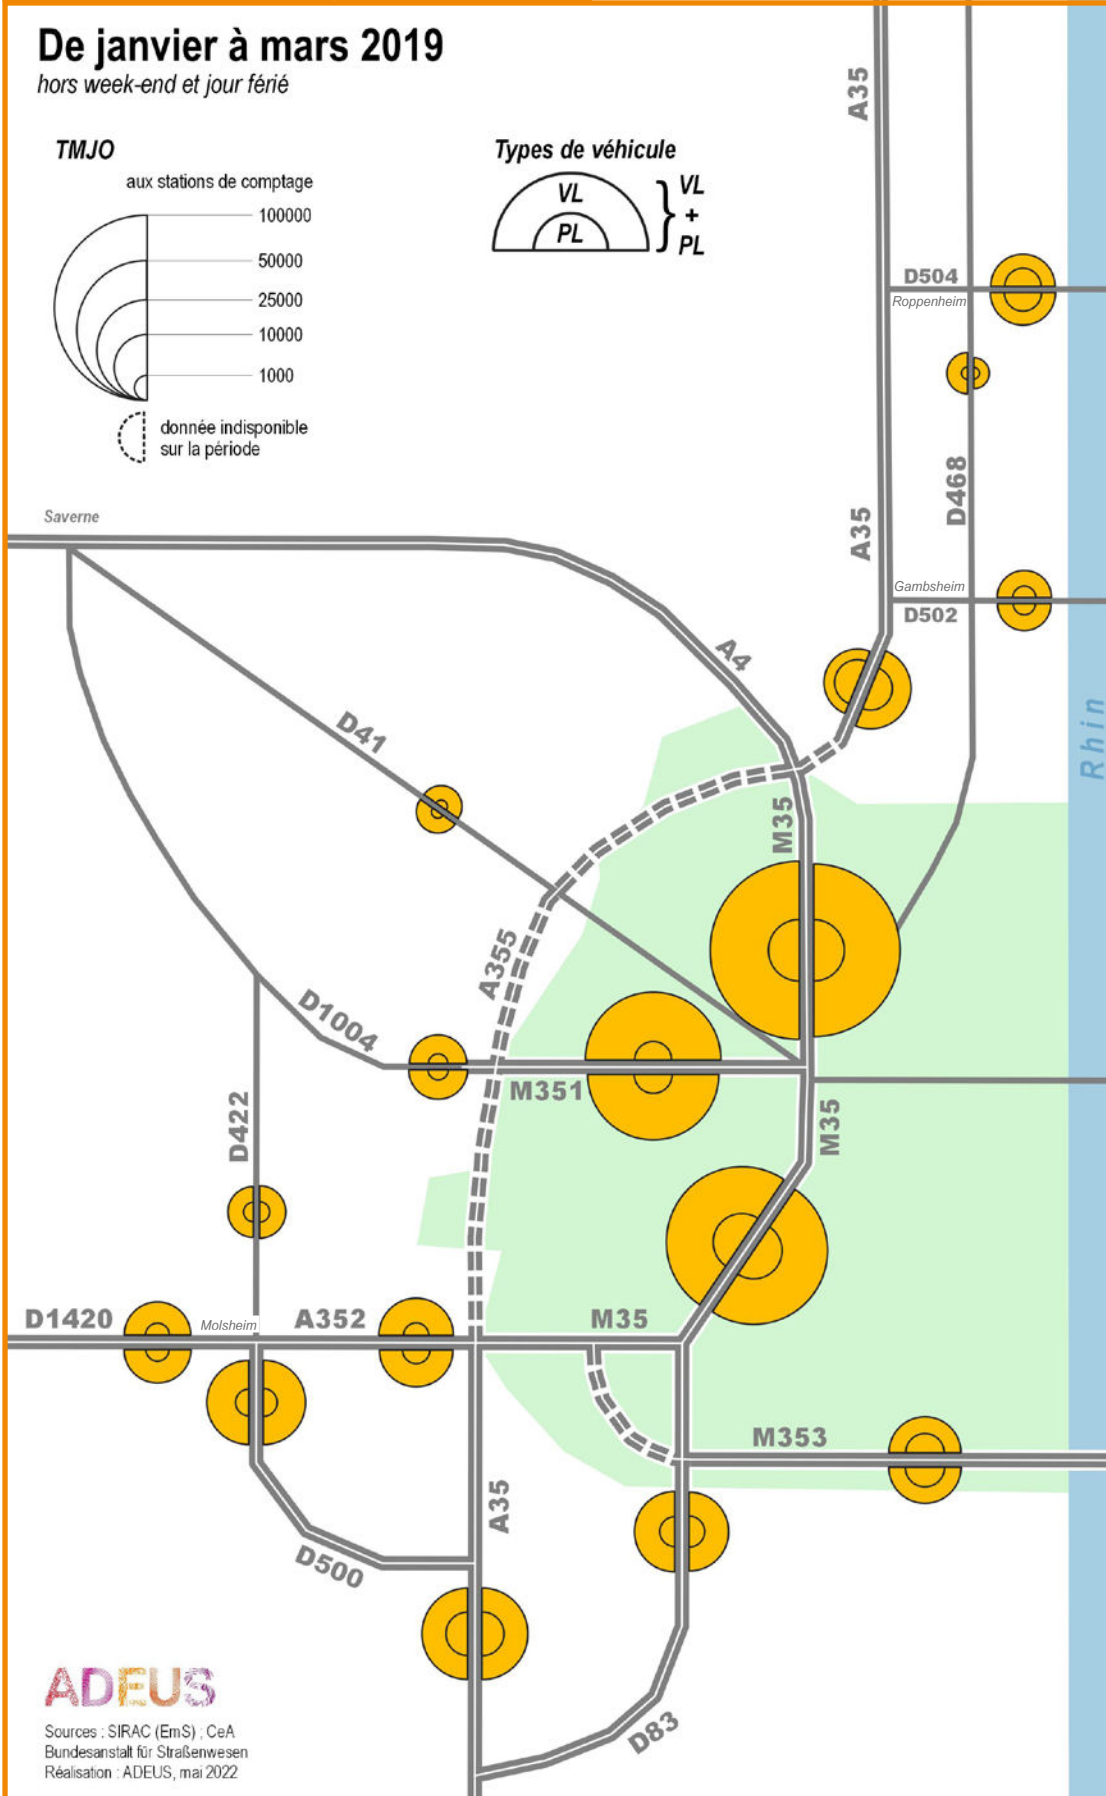 De janvier à mars 2019
hors week-end et jour férié
TMJO
aux stations de comptage
100000
50000
25000
10000
1000
donnée indisponible
sur la période
Types de véhicule
VL
PL
VL
+
PL
A35
D504
Roppenheim
D468
A35
Saverne
Gambsheim
D502
A4
Rhin
D41
M35
A355
D1004
M351
D422
M35
D1420
Molsheim
A352
M35
M353
A35
D500
D83
ADEUS
Sources : SIRAC (EmS) ; CeA
Bundesanstalt für Straßenwesen
Réalisation : ADEUS, mai 2022